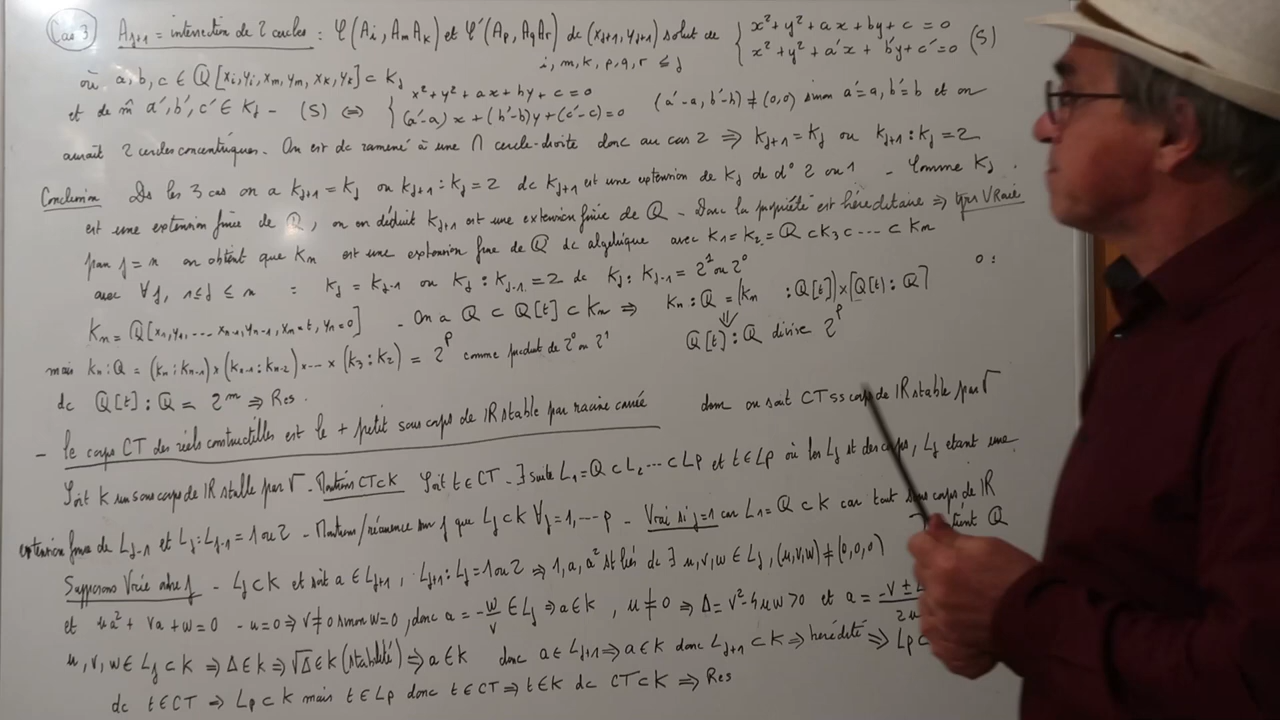 Cas 3 A_{j+1} = intersection de 2 cercles : φ(A_i, A_m A_k) et φ'(A_p, A_q A_r) dc (x_{j+1}, y_{j+1}) solut de { x²+y²+ax+by+c=0
x²+y²+a'x+b'y+c'=0 (S)
i, m, k, p, q, r ≤ j
où a, b, c ∈ Q[x_i, y_i, x_m, y_m, x_k, y_k] ⊂ K_j
et de m̂ a', b', c' ∈ K_j - (S) ⇔ { x²+y²+ax+by+c=0
(a'-a)x+(b'-b)y+(c'-c)=0 (a'-a, b'-b) ≠ (0,0) sinon a'=a, b'=b et on
aurait 2 cercles concentriques. On est dc ramené à une ∩ cercle-droite donc au cas 2 ⇒ K_{j+1}=K_j ou K_{j+1}:K_j=2
Conclusion Ds les 3 cas on a K_{j+1}=K_j ou K_{j+1}:K_j=2 dc K_{j+1} est une extension de K_j de d° 2 ou 1 - Comme K_j
est une extension finie de Q, on en déduit K_{j+1} est une extension finie de Q - Donc la propriété est héréditaire ⇒ tjrs VRaie
pour j=n on obtient que K_n est une extension finie de Q dc algébrique avec K_1=K_2=Q⊂K_3⊂----⊂K_n
avec ∀j, 1≤j≤n : K_j=K_{j-1} ou K_j:K_{j-1}=2 dc K_j:K_{j-1}=2¹ ou 2⁰
K_n=Q[x_1,y_1,---x_{n-1},y_{n-1},x_n=t,y_n=0] - On a Q⊂Q[t]⊂K_n ⇒ K_n:Q=(K_n :Q[t])×(Q[t]:Q]
⇓
mais K_n:Q=(K_n:K_{n-1})×(K_{n-1}:K_{n-2})×---×(K_3:K_2)=2^p comme produit de 2⁰ ou 2¹ Q[t]:Q divise 2^p
dc Q[t]:Q=2^m ⇒ Res.
- Le corps CT des réels constructibles est le + petit sous corps de IR stable par racine carrée donc on sait CT ss corps de IR stable par √
Soit K un sous corps de IR stable par √ - Montrons CT⊂K Soit t∈CT - ∃ suite L_1=Q⊂L_2----⊂L_p et t∈L_p où les L_j st des corps, L_j étant une
extension finie de L_{j-1} et L_j:L_{j-1}=1 ou 2 - Montrons/récurrence sur j que L_j⊂K ∀j=1,---p - Vrai si j=1 car L_1=Q⊂K car tout sous corps de IR
tient Q
Supposons Vraie ordre j - L_j⊂K et soit a∈L_{j+1}, L_{j+1}:L_j=1 ou 2 ⇒ 1, a, a² st liés dc ∃ u,v,w∈L_j, (u,v,w)≠(0,0,0)
et ua²+va+w=0 - u=0⇒v≠0 sinon w=0, donc a=-w/v∈L_j⇒a∈K, u≠0⇒Δ=v²-4uw>0 et a=-v±/2u
u,v,w∈L_j⊂K⇒Δ∈K⇒√Δ∈K (stabilité)⇒a∈K donc a∈L_{j+1}⇒a∈K donc L_{j+1}⊂K⇒hérédité⇒L_p⊂
dc t∈CT⇒L_p⊂K mais t∈L_p donc t∈CT⇒t∈K dc CT⊂K⇒Res